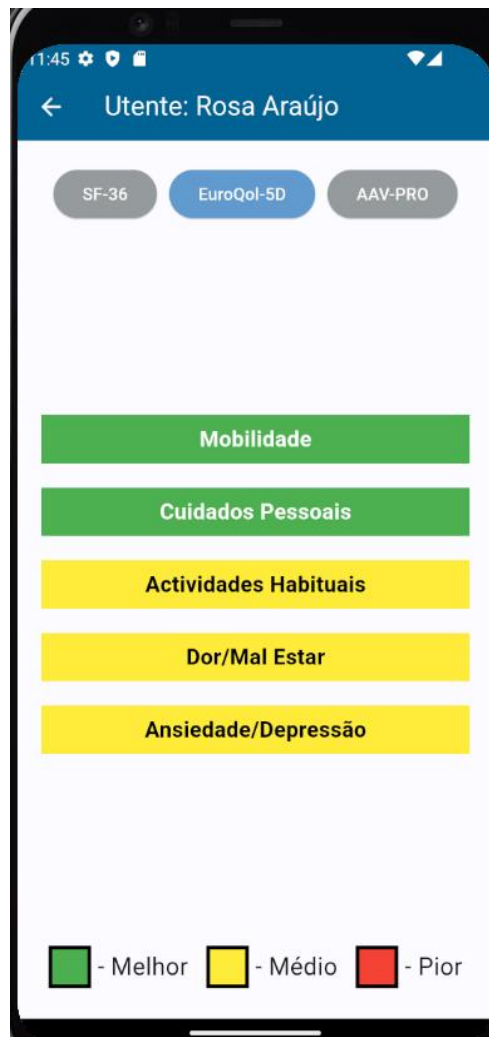 11:45
Utente: Rosa Araújo
SF-36 EuroQol-5D AAV-PRO
Mobilidade
Cuidados Pessoais
Actividades Habituais
Dor/Mal Estar
Ansiedade/Depressão
- Melhor - Médio - Pior